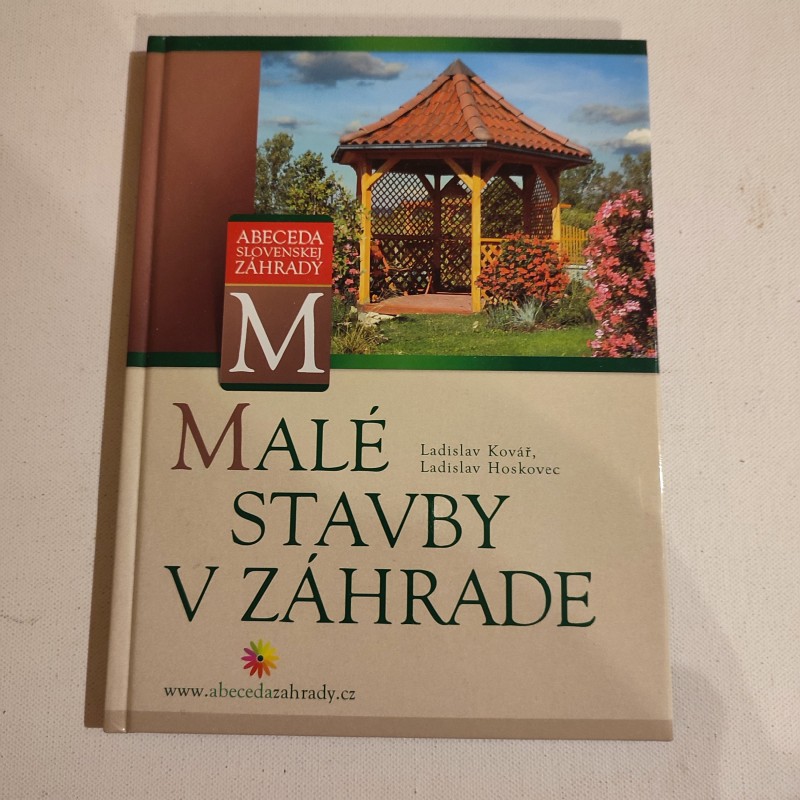 ABECEDA
SLOVENSKEJ
ZÁHRADY
M
MALÉ
Ladislav Kovář,
Ladislav Hoskovec
STAVBY
V ZÁHRADE
www.abecedazahrady.cz